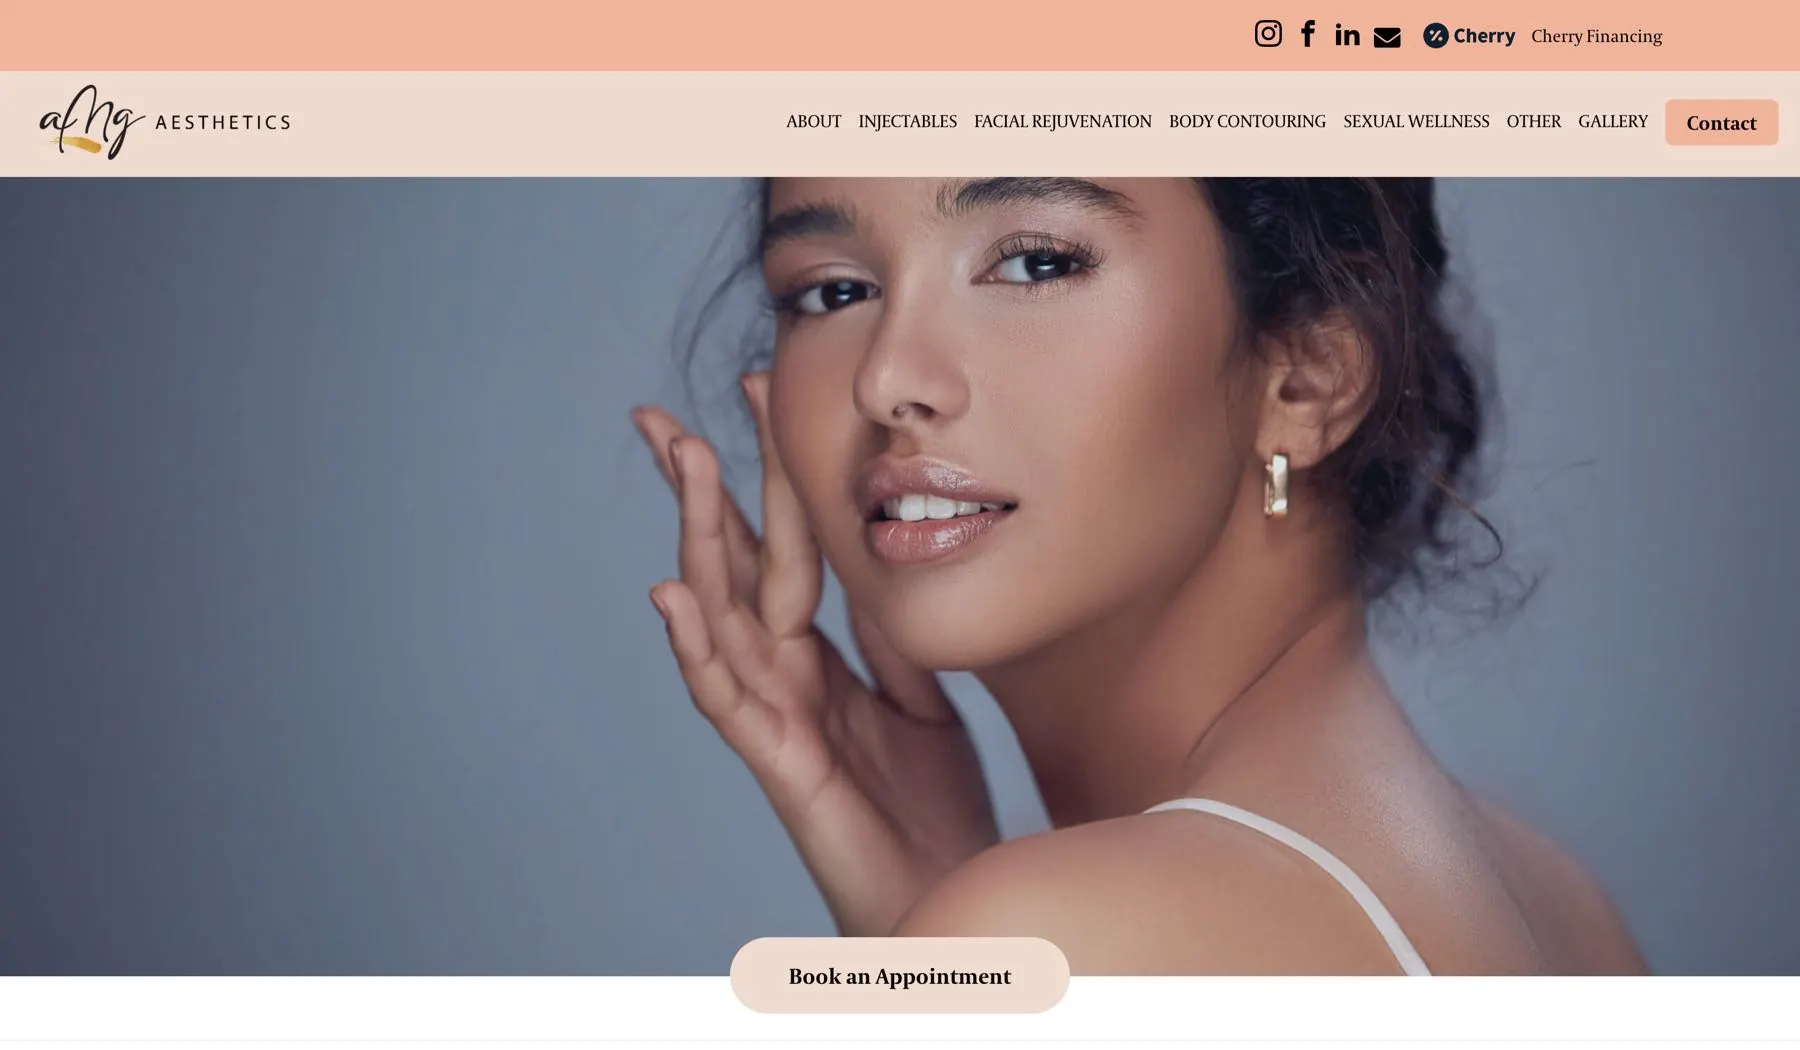 Cherry Cherry Financing
afNg AESTHETICS
ABOUT INJECTABLES FACIAL REJUVENATION BODY CONTOURING SEXUAL WELLNESS OTHER GALLERY Contact
Book an Appointment